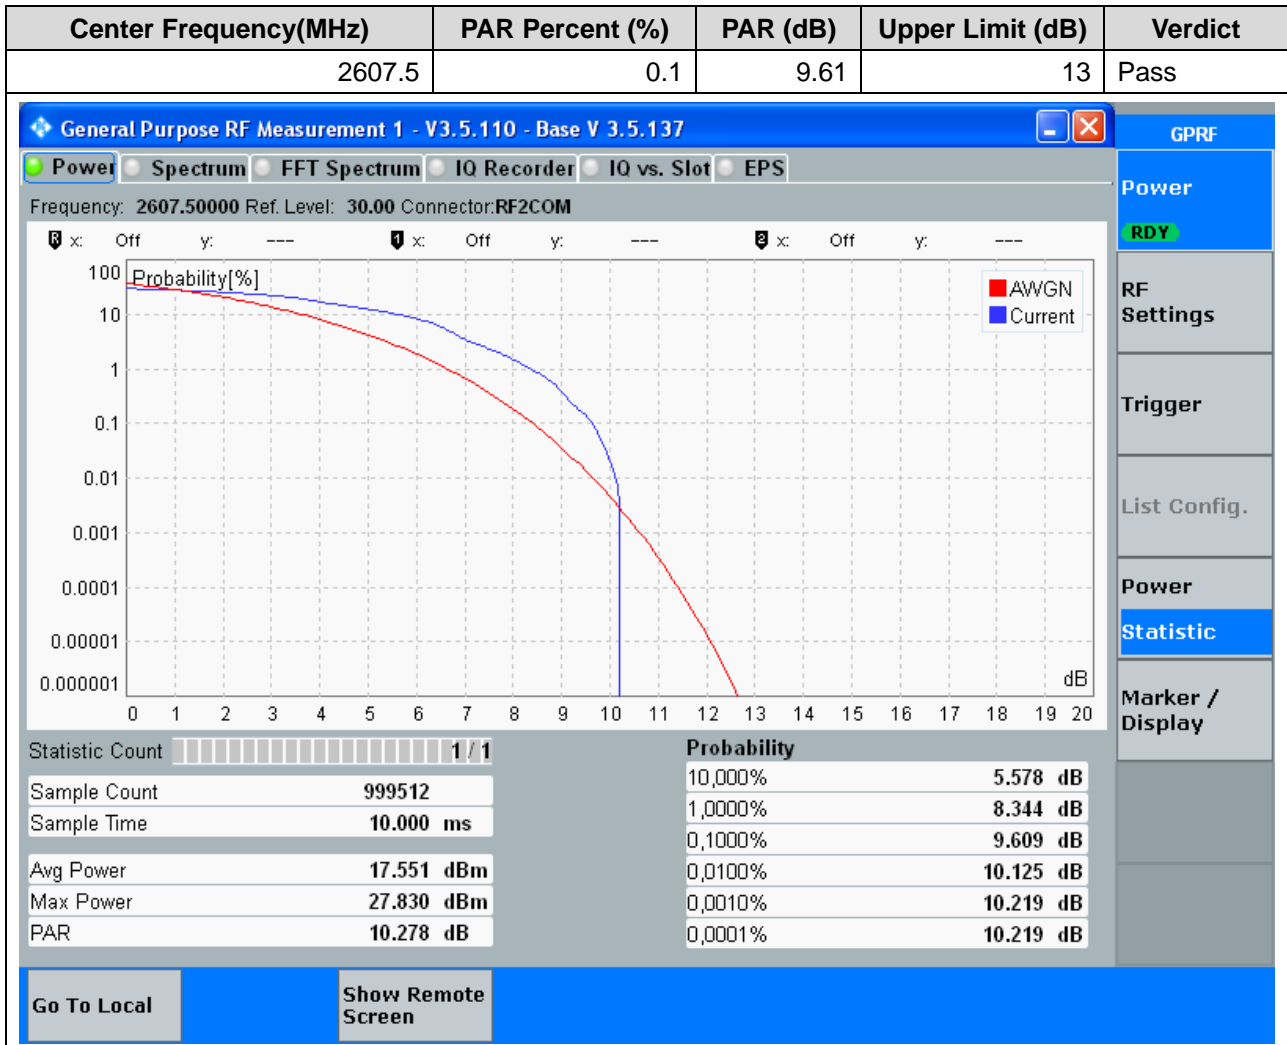 Center Frequency(MHz) PAR Percent (%) PAR (dB) Upper Limit (dB) Verdict
2607.5 0.1 9.61 13 Pass
General Purpose RF Measurement 1 - V3.5.110 - Base V 3.5.137
GPRF
Power Spectrum FFT Spectrum IQ Recorder IQ vs. Slot EPS
Power
RDY
Frequency: 2607.50000 Ref. Level: 30.00 Connector:RF2COM
R x: Off y: --- 1 x: Off y: --- 2 x: Off y: ---
Probability[%]
100
10
1
0.1
0.01
0.001
0.0001
0.00001
0.000001
AWGN
Current
dB
0 1 2 3 4 5 6 7 8 9 10 11 12 13 14 15 16 17 18 19 20
RF
Settings
Trigger
List Config.
Power
Statistic
Marker /
Display
Statistic Count 1 / 1
Sample Count 999512
Sample Time 10.000 ms
Avg Power 17.551 dBm
Max Power 27.830 dBm
PAR 10.278 dB
Probability
10,000% 5.578 dB
1,0000% 8.344 dB
0,1000% 9.609 dB
0,0100% 10.125 dB
0,0010% 10.219 dB
0,0001% 10.219 dB
Go To Local
Show Remote
Screen